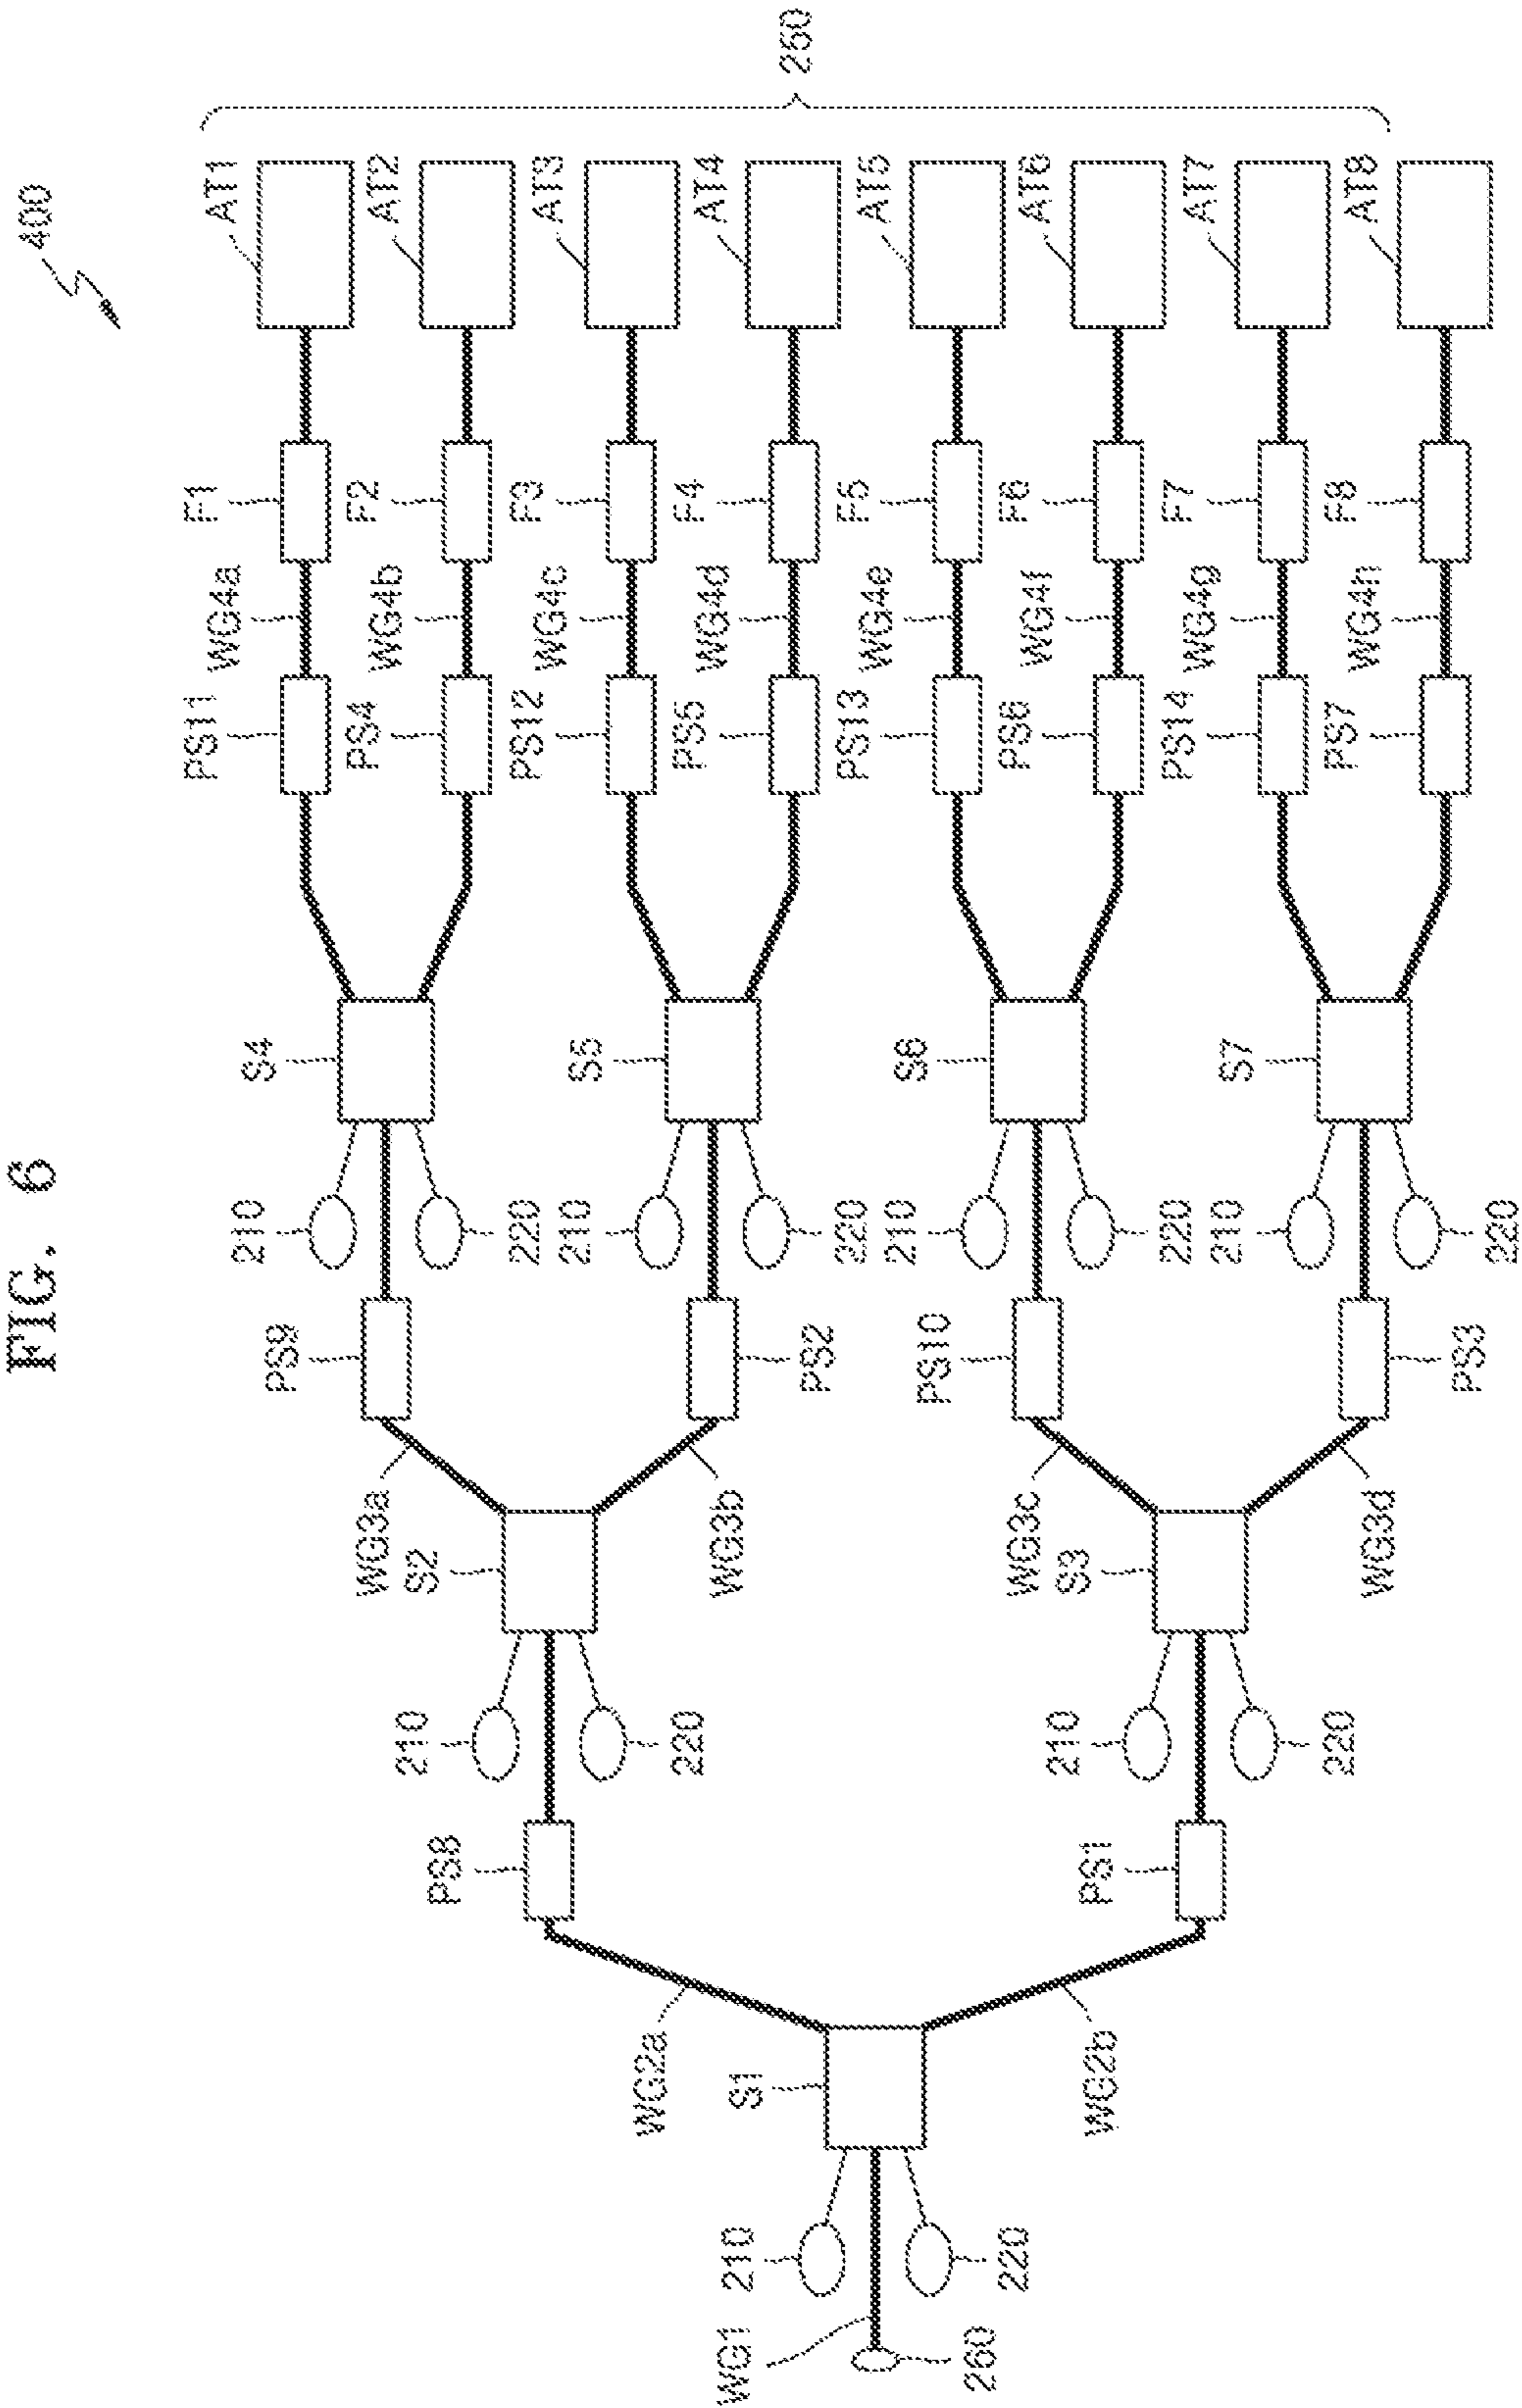 FIG. 6
400
250
AT1
AT2
AT3
AT4
AT5
AT6
AT7
AT8
F1
F2
F3
F4
F5
F6
F7
F8
WG4a
WG4b
WG4c
WG4d
WG4e
WG4f
WG4g
WG4h
PS11
PS4
PS12
PS5
PS13
PS6
PS14
PS7
S4
S5
S6
S7
210
220
210
220
210
220
210
220
PS9
PS2
PS10
PS3
WG3a
WG3b
WG3c
WG3d
S2
S3
210
220
210
220
PS8
PS1
WG2a
WG2b
S1
210
220
WG1
260